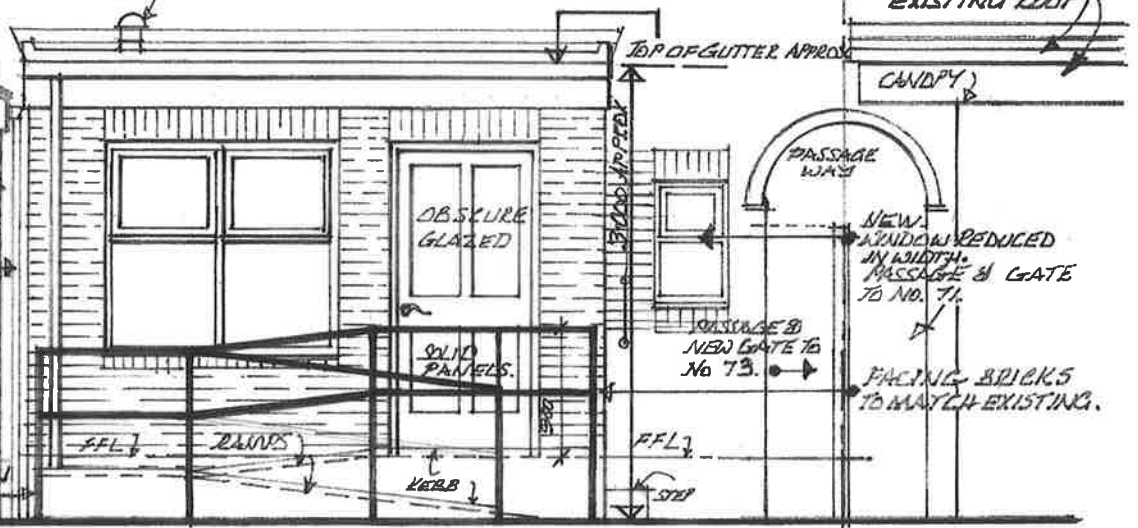 EXISTING ROOF
TOP OF GUTTER APPROX
CANOPY
PASSAGE
WAY
3000 APPROX
OBSCURE
GLAZED
NEW
WINDOW REDUCED
IN WIDTH.
PASSAGE & GATE
TO NO. 71.
PASSAGE &
NEW GATE TO
No 73.
SOLID
PANELS.
FACING BRICKS
TO MATCH EXISTING.
FFL
RAMPS
FFL
KERB
STEP